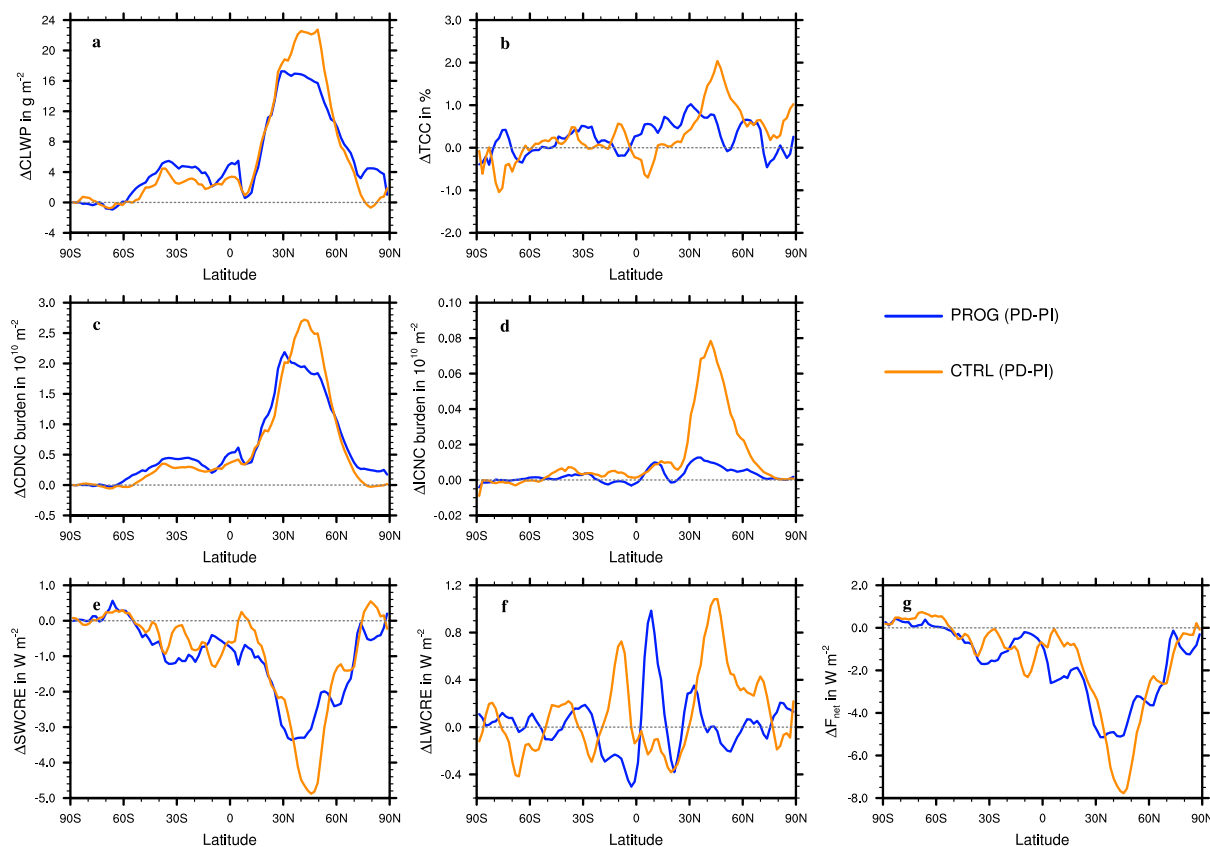 a
24
20
16
12
8
4
0
-4
ΔCLWP in g m⁻²
90S 60S 30S 0 30N 60N 90N
Latitude
b
3.0
2.0
1.0
0.0
-1.0
-2.0
ΔTCC in %
90S 60S 30S 0 30N 60N 90N
Latitude
c
3.0
2.5
2.0
1.5
1.0
0.5
0.0
-0.5
ΔCDNC burden in 10¹⁰ m⁻²
90S 60S 30S 0 30N 60N 90N
Latitude
d
0.10
0.08
0.06
0.04
0.02
0.00
-0.02
ΔICNC burden in 10¹⁰ m⁻²
90S 60S 30S 0 30N 60N 90N
Latitude
PROG (PD-PI)
CTRL (PD-PI)
e
1.0
0.0
-1.0
-2.0
-3.0
-4.0
-5.0
ΔSWCRE in W m⁻²
90S 60S 30S 0 30N 60N 90N
Latitude
f
1.2
0.8
0.4
0.0
-0.4
ΔLWCRE in W m⁻²
90S 60S 30S 0 30N 60N 90N
Latitude
g
2.0
0.0
-2.0
-4.0
-6.0
-8.0
ΔF_net in W m⁻²
90S 60S 30S 0 30N 60N 90N
Latitude